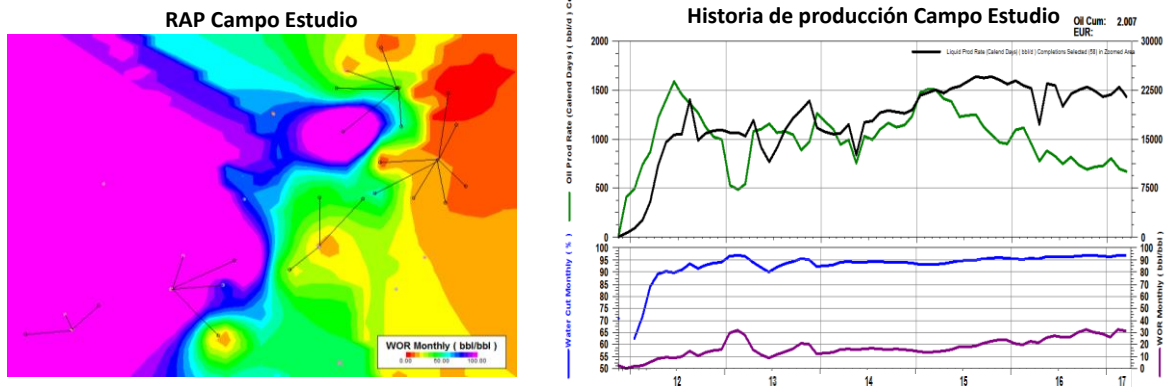 RAP Campo Estudio
WOR Monthly ( bbl/bbl )
0.00 50.00 100.00
Historia de producción Campo Estudio
Oil Cum: 2.007
EUR:
Liquid Prod Rate (Calend Days) ( bbl/d ) Completions Selected (58) In Zoomed Area
Oil Prod Rate (Calend Days) ( bbl/d ) C
2000
1500
1000
500
0
30000
22500
15000
7500
0
Water Cut Monthly ( % )
100
95
90
85
80
75
70
65
60
55
50
100
90
80
70
60
50
40
30
20
10
0
WOR Monthly ( bbl/bbl )
12 13 14 15 16 17